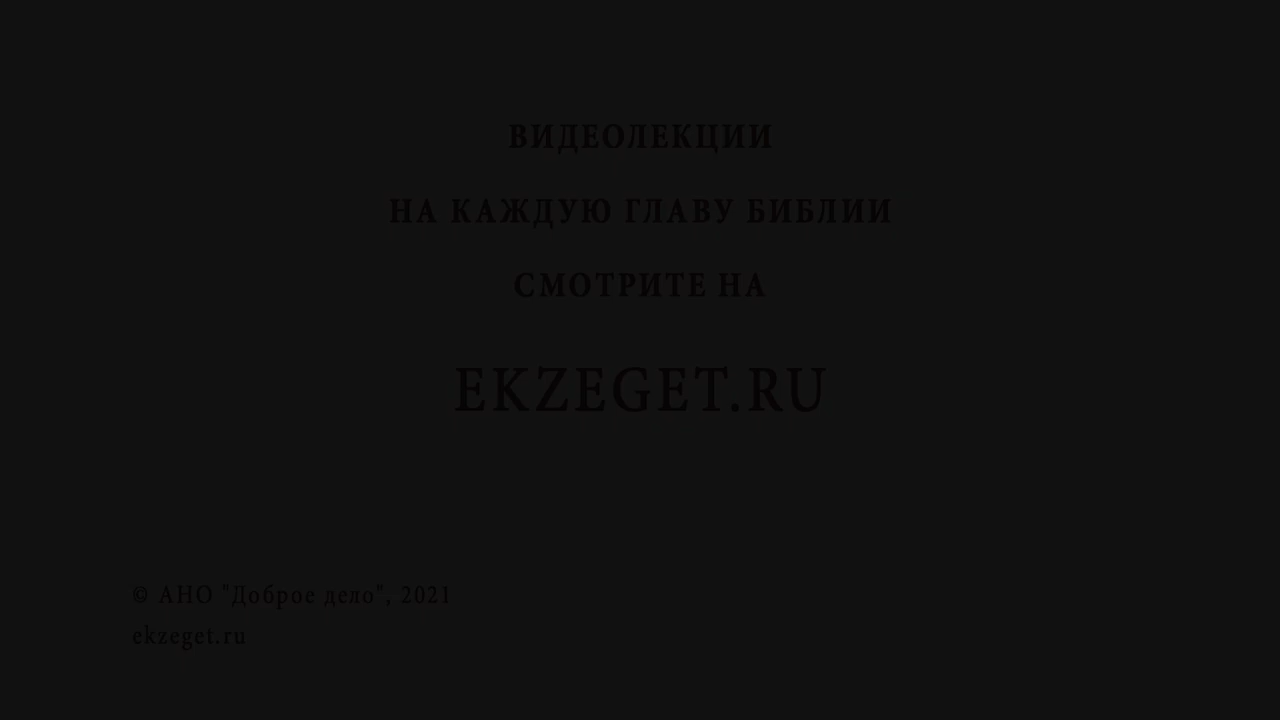 ВИДЕОЛЕКЦИИ
НА КАЖДУЮ ГЛАВУ БИБЛИИ
СМОТРИТЕ НА
EKZEGET.RU
© АНО "Доброе дело", 2021
ekzeget.ru